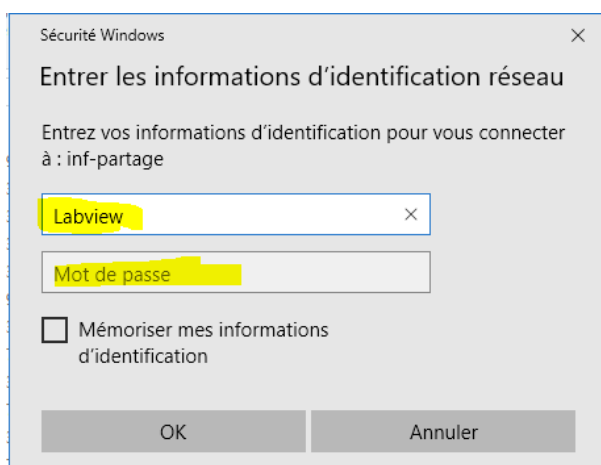 Sécurité Windows
Entrer les informations d’identification réseau
Entrez vos informations d’identification pour vous connecter
à : inf-partage
Labview
Mot de passe
Mémoriser mes informations
d’identification
OK Annuler